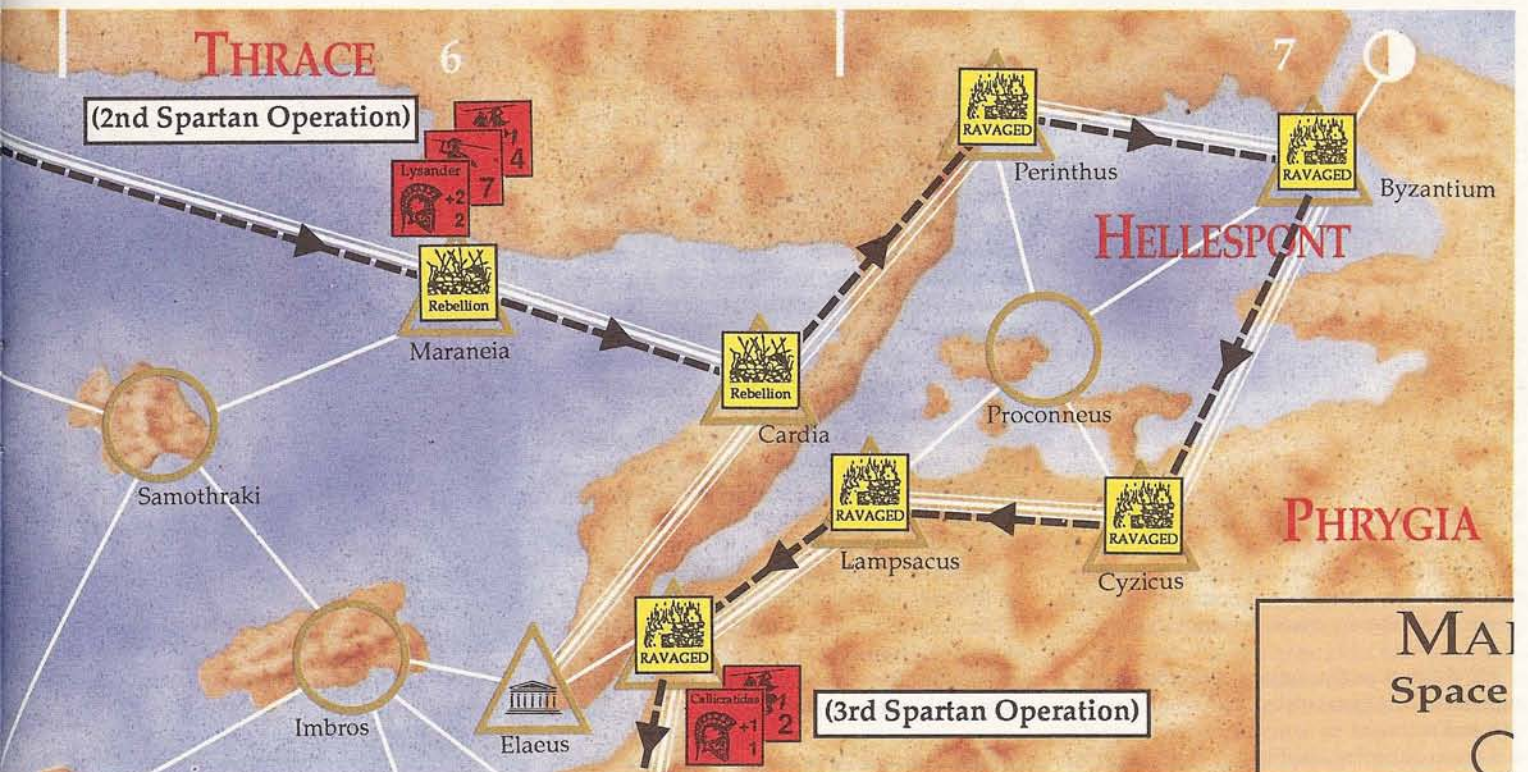 THRACE
6
7
(2nd Spartan Operation)
4
7
Lysander
+2
2
RAVAGED
Perinthus
RAVAGED
Byzantium
HELLESPONT
Rebellion
Maraneia
Rebellion
Cardia
Proconneus
Samothraki
RAVAGED
Lampsacus
RAVAGED
Cyzicus
PHRYGIA
RAVAGED
Imbros
Elaeus
Callicratidas
+1
1
2
(3rd Spartan Operation)
MA
Space